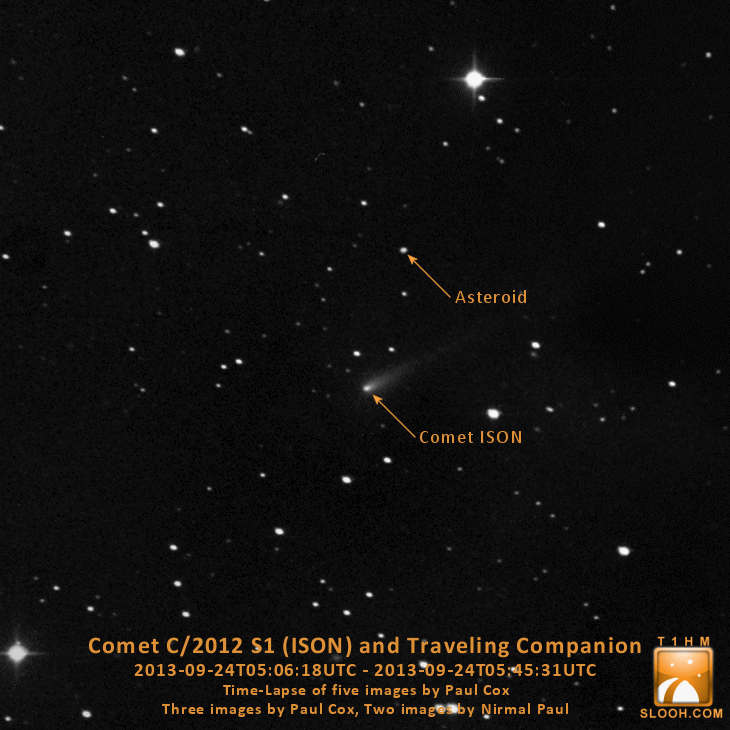 Asteroid
Comet ISON
Comet C/2012 S1 (ISON) and Traveling Companion
2013-09-24T05:06:18UTC - 2013-09-24T05:45:31UTC
Time-Lapse of five images by Paul Cox
Three images by Paul Cox, Two images by Nirmal Paul
T1HM
SLOOH.COM